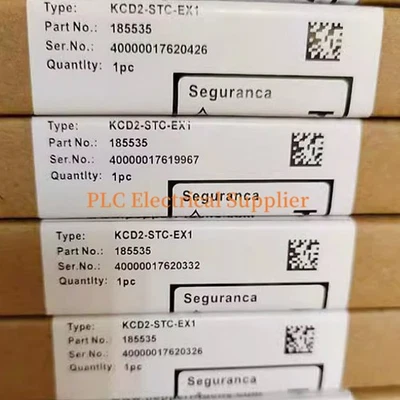 Type: KCD2-STC-EX1
Part No.: 185535
Ser.No.: 40000017620426
Quantity: 1pc
Seguranca
Type: KCD2-STC-EX1
Part No.: 185535
Ser.No.: 40000017619967
Quantity: 1pc
Seguranca
PLC Electrical Supplier
Type: KCD2-STC-EX1
Part No.: 185535
Ser.No.: 40000017620332
Quantity: 1pc
Seguranca
Type: KCD2-STC-EX1
Part No.: 185535
Ser.No.: 40000017620326
Quantity: 1pc
Seguranca